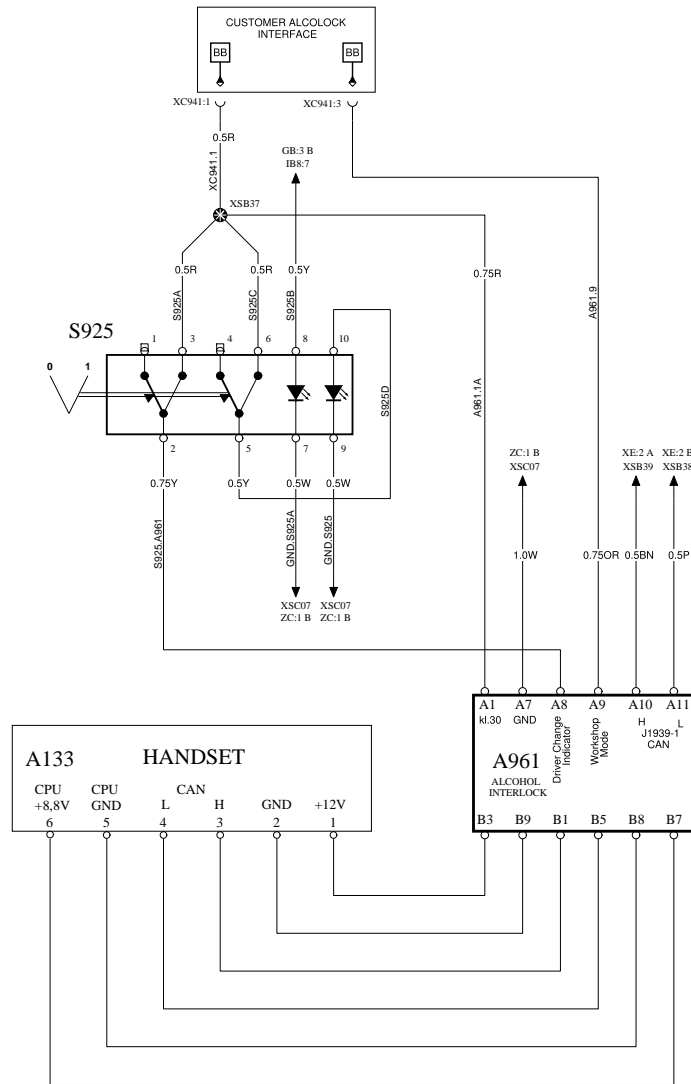 CUSTOMER ALCOLOCK
INTERFACE
BB BB
XC941:1 XC941:3
0.5R
XC941.1
GB:3 B
IB8:7
XSB37
0.5R 0.5R 0.5Y 0.75R
S925A S925C S925B A961.9
S925
0 1
1 3 4 6 8 10
S925D
A961.1A
2 5 7 9
0.75Y 0.5Y 0.5W 0.5W
S925.A961 GND.S925A GND.S925
ZC:1 B XE:2 A XE:2 B
XSC07 XSB39 XSB38
1.0W 0.75OR 0.5BN 0.5P
XSC07 XSC07
ZC:1 B ZC:1 B
A1 A7 A8 A9 A10 A11
kl.30 GND
Driver Change
Indicator
Workshop
Mode
H L
J1939-1
CAN
A961
ALCOHOL
INTERLOCK
B3 B9 B1 B5 B8 B7
A133 HANDSET
CPU CPU CAN
+8,8V GND L H GND +12V
6 5 4 3 2 1